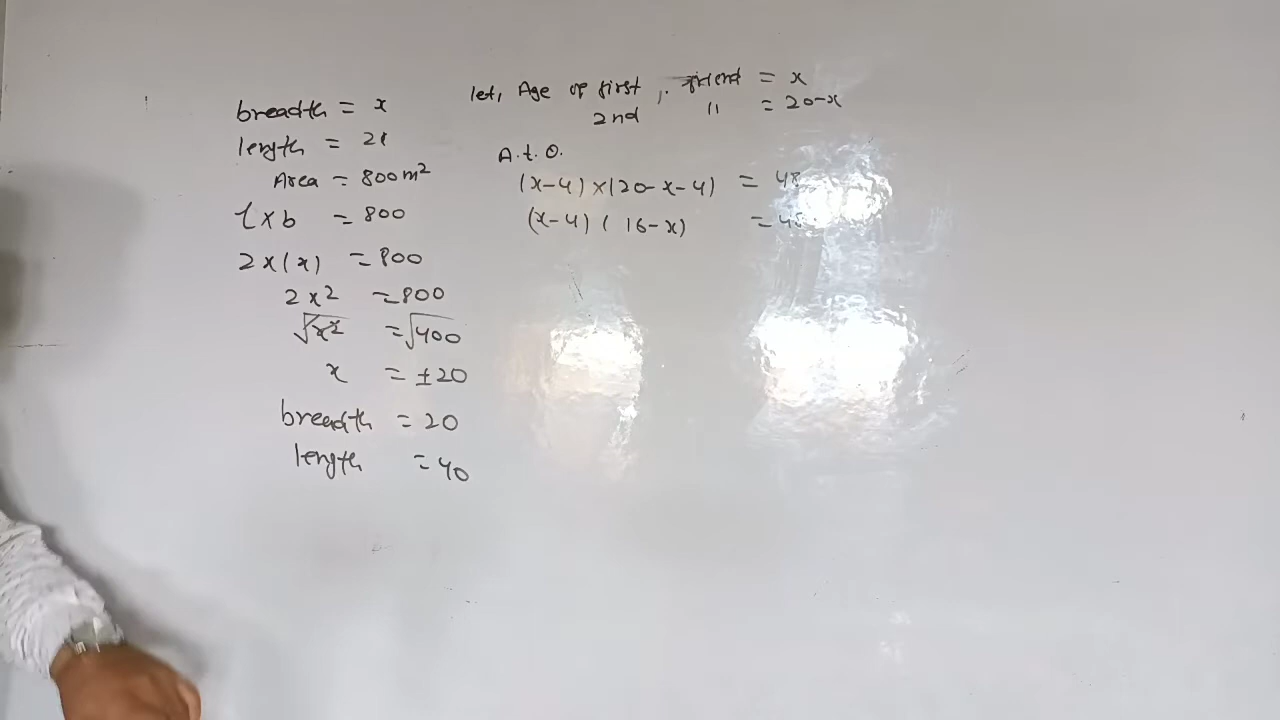 breadth = x
length = 2x
Area = 800m²
l x b = 800
2x(x) = 800
2x² = 800
√x² = √400
x = ±20
breadth = 20
length = 40
let, Age of first friend = x
2nd " = 20-x
A.t.Q.
(x-4)x(20-x-4) = 48
(x-4)(16-x) = 48